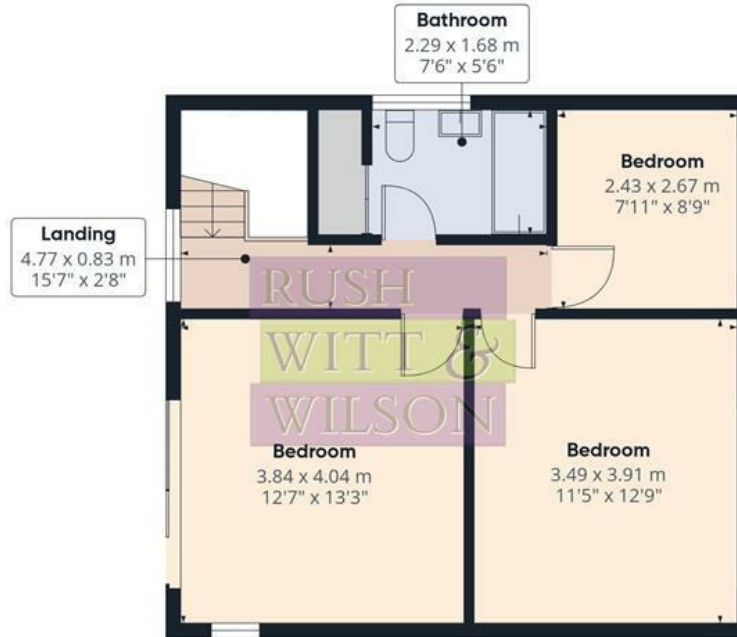 Bathroom
2.29 x 1.68 m
7'6" x 5'6"
Bedroom
2.43 x 2.67 m
7'11" x 8'9"
Landing
4.77 x 0.83 m
15'7" x 2'8"
RUSH
WITT &
WILSON
Bedroom
3.84 x 4.04 m
12'7" x 13'3"
Bedroom
3.49 x 3.91 m
11'5" x 12'9"